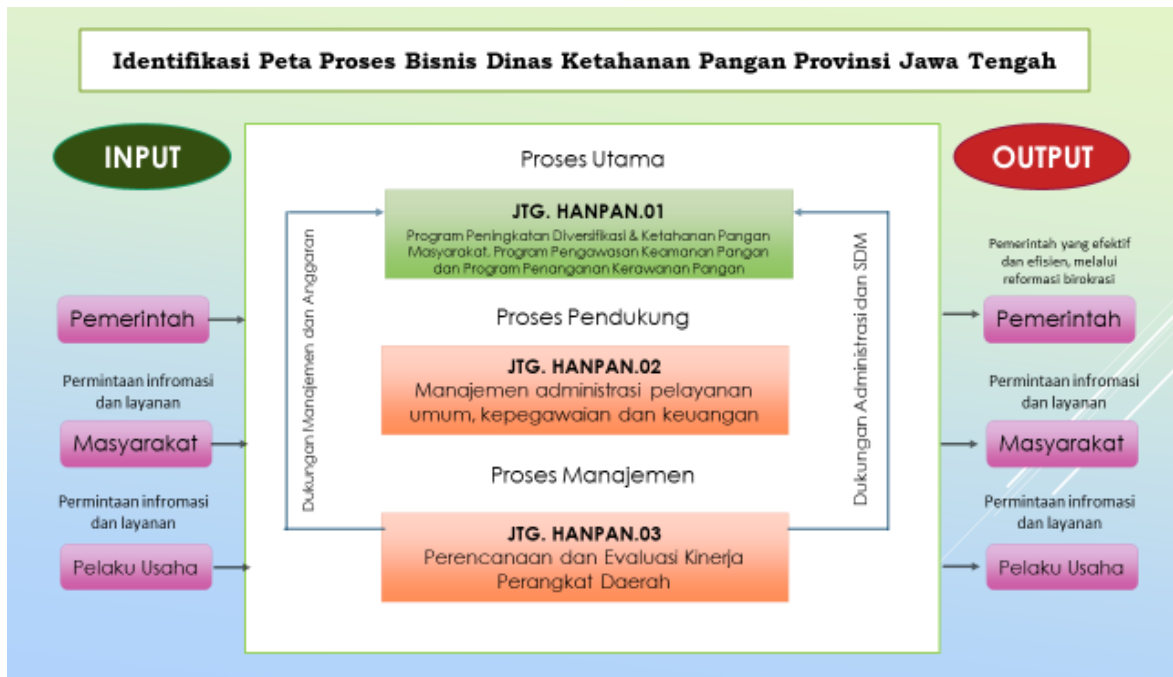 Identifikasi Peta Proses Bisnis Dinas Ketahanan Pangan Provinsi Jawa Tengah
INPUT
Pemerintah
Permintaan infromasi
dan layanan
Masyarakat
Permintaan infromasi
dan layanan
Pelaku Usaha
Proses Utama
JTG. HANPAN.01
Program Peningkatan Diversifikasi & Ketahanan Pangan
Masyarakat, Program Pengawasan Keamanan Pangan
dan Program Penanganan Kerawanan Pangan
Dukungan Manajemen dan Anggaran
Proses Pendukung
JTG. HANPAN.02
Manajemen administrasi pelayanan
umum, kepegawaian dan keuangan
Dukungan Administrasi dan SDM
Proses Manajemen
JTG. HANPAN.03
Perencanaan dan Evaluasi Kinerja
Perangkat Daerah
OUTPUT
Pemerintah yang efektif
dan efisien, melalui
reformasi birokrasi
Pemerintah
Permintaan infromasi
dan layanan
Masyarakat
Permintaan infromasi
dan layanan
Pelaku Usaha